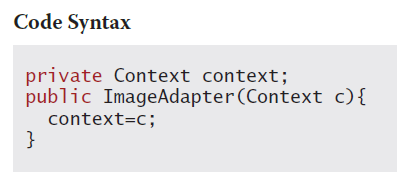 Code Syntax
private Context context;
public ImageAdapter(Context c){
  context=c;
}